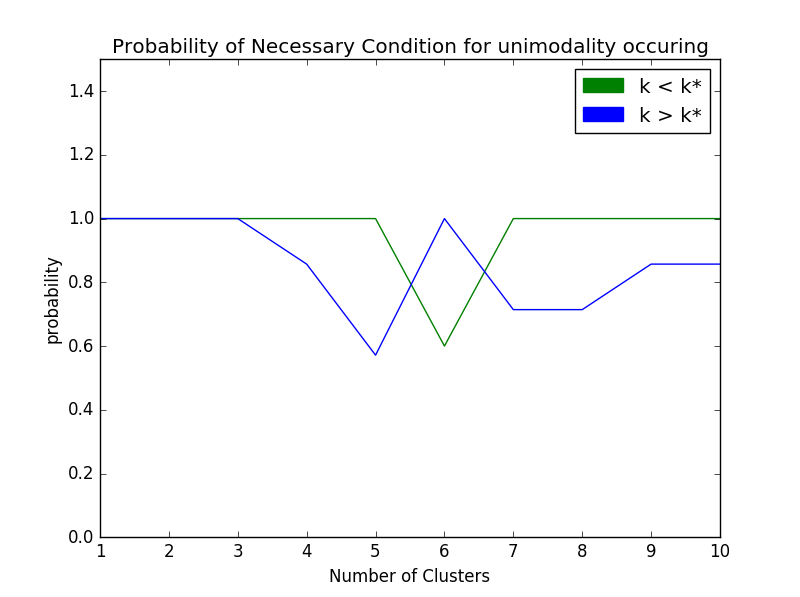 Probability of Necessary Condition for unimodality occuring
k < k*
k > k*
1.4
1.2
1.0
0.8
0.6
0.4
0.2
0.0
probability
1 2 3 4 5 6 7 8 9 10
Number of Clusters